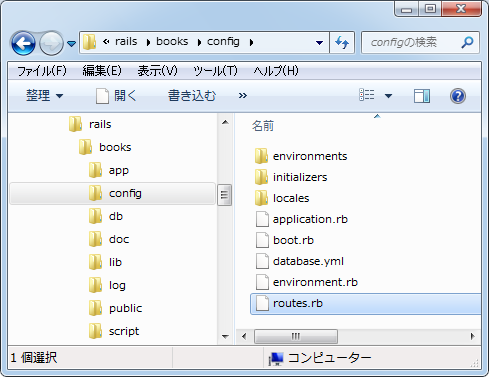 « rails books config
configの検索
ファイル(F) 編集(E) 表示(V) ツール(T) ヘルプ(H)
整理 開く 書き込む »
rails
books
app
config
db
doc
lib
log
public
script
名前
environments
initializers
locales
application.rb
boot.rb
database.yml
environment.rb
routes.rb
1 個選択
コンピューター